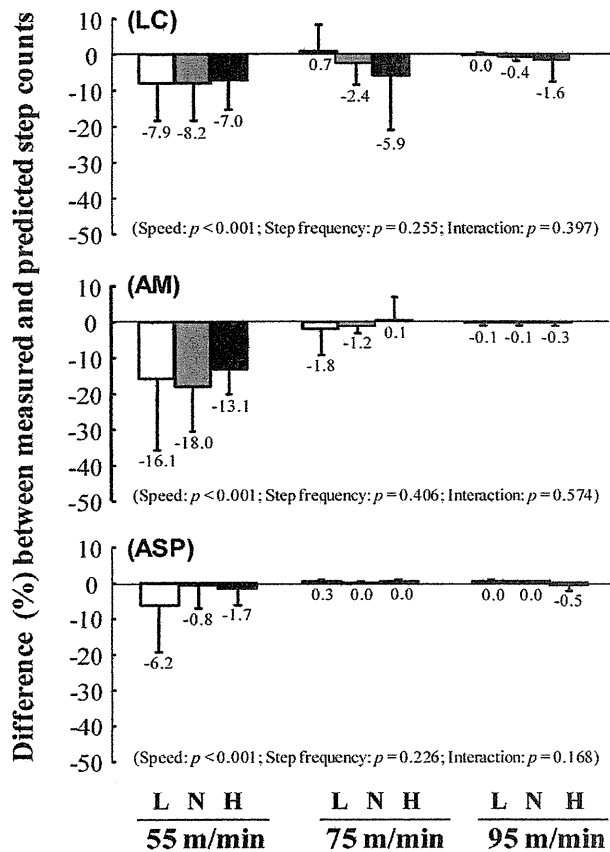 Difference (%) between measured and predicted step counts
(LC)
10
0
-10
-20
-30
-40
-50
-7.9 -8.2 -7.0
0.7 -2.4 -5.9
0.0 -0.4 -1.6
(Speed: p < 0.001; Step frequency: p = 0.255; Interaction: p = 0.397)
(AM)
10
0
-10
-20
-30
-40
-50
-16.1 -18.0 -13.1
-1.8 -1.2 0.1
-0.1 -0.1 -0.3
(Speed: p < 0.001; Step frequency: p = 0.406; Interaction: p = 0.574)
(ASP)
10
0
-10
-20
-30
-40
-50
-6.2 -0.8 -1.7
0.3 0.0 0.0
0.0 0.0 -0.5
(Speed: p < 0.001; Step frequency: p = 0.226; Interaction: p = 0.168)
L N H L N H L N H
55 m/min 75 m/min 95 m/min